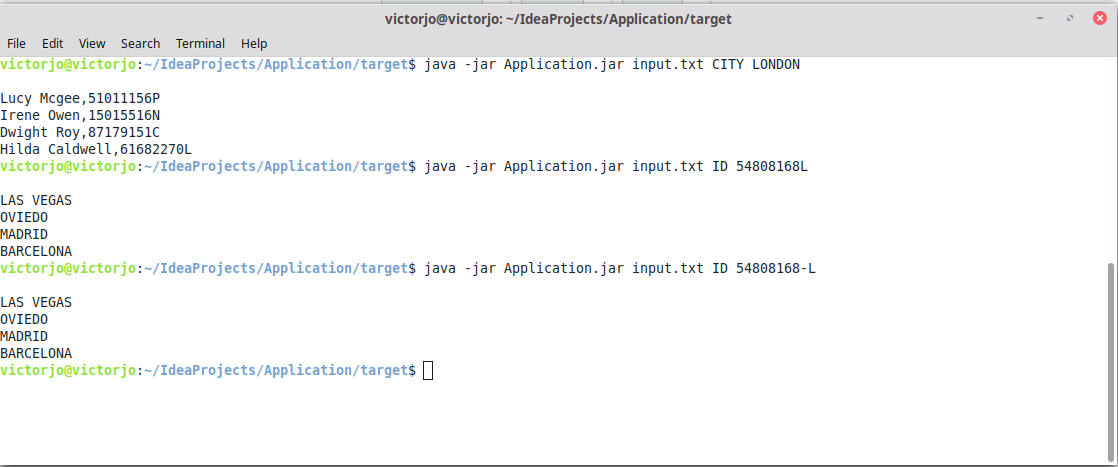 victorjo@victorjo: ~/IdeaProjects/Application/target
File Edit View Search Terminal Help
victorjo@victorjo:~/IdeaProjects/Application/target$ java -jar Application.jar input.txt CITY LONDON
Lucy Mcgee,51011156P
Irene Owen,15015516N
Dwight Roy,87179151C
Hilda Caldwell,61682270L
victorjo@victorjo:~/IdeaProjects/Application/target$ java -jar Application.jar input.txt ID 54808168L
LAS VEGAS
OVIEDO
MADRID
BARCELONA
victorjo@victorjo:~/IdeaProjects/Application/target$ java -jar Application.jar input.txt ID 54808168-L
LAS VEGAS
OVIEDO
MADRID
BARCELONA
victorjo@victorjo:~/IdeaProjects/Application/target$